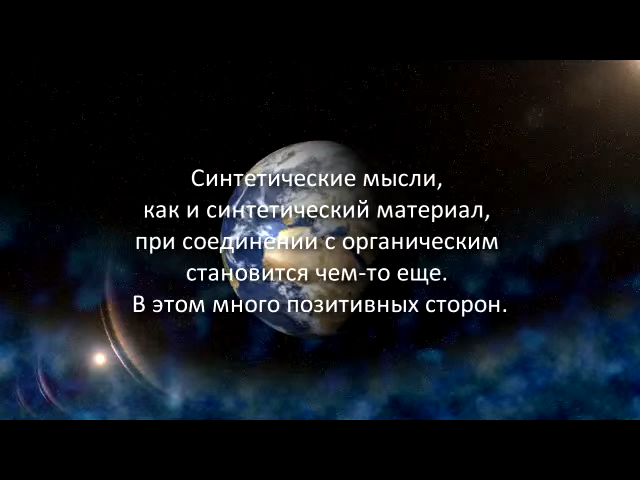 Синтетические мысли,
как и синтетический материал,
при соединении с органическим
становится чем-то еще.
В этом много позитивных сторон.